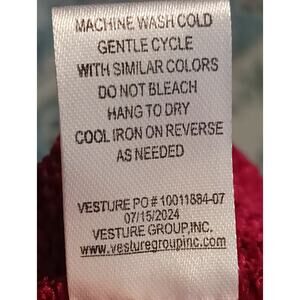 MACHINE WASH COLD
GENTLE CYCLE
WITH SIMILAR COLORS
DO NOT BLEACH
HANG TO DRY
COOL IRON ON REVERSE
AS NEEDED
VESTURE PO # 10011884-07
07/15/2024
VESTURE GROUP,INC.
www.vesturegroupinc.com